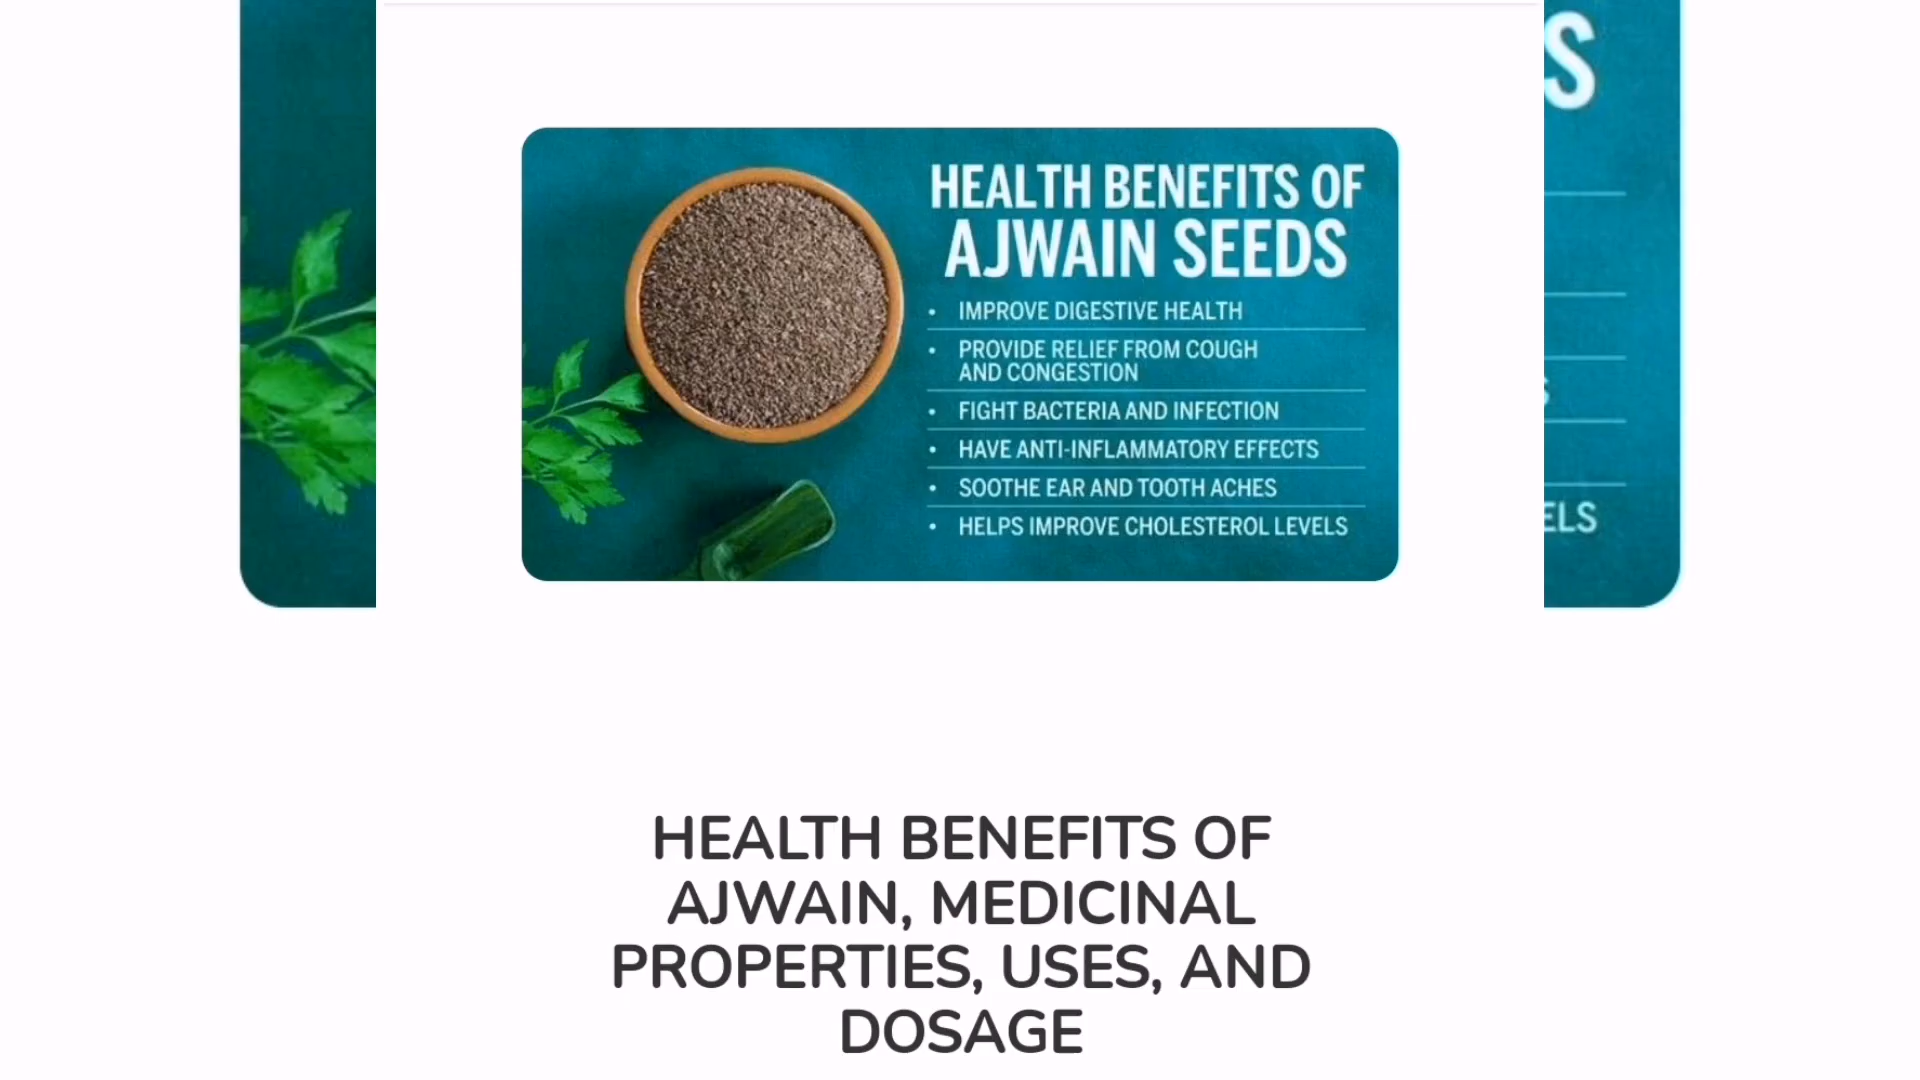 HEALTH BENEFITS OF
AJWAIN SEEDS
• IMPROVE DIGESTIVE HEALTH
• PROVIDE RELIEF FROM COUGH
AND CONGESTION
• FIGHT BACTERIA AND INFECTION
• HAVE ANTI-INFLAMMATORY EFFECTS
• SOOTHE EAR AND TOOTH ACHES
• HELPS IMPROVE CHOLESTEROL LEVELS
S
ELS
HEALTH BENEFITS OF
AJWAIN, MEDICINAL
PROPERTIES, USES, AND
DOSAGE